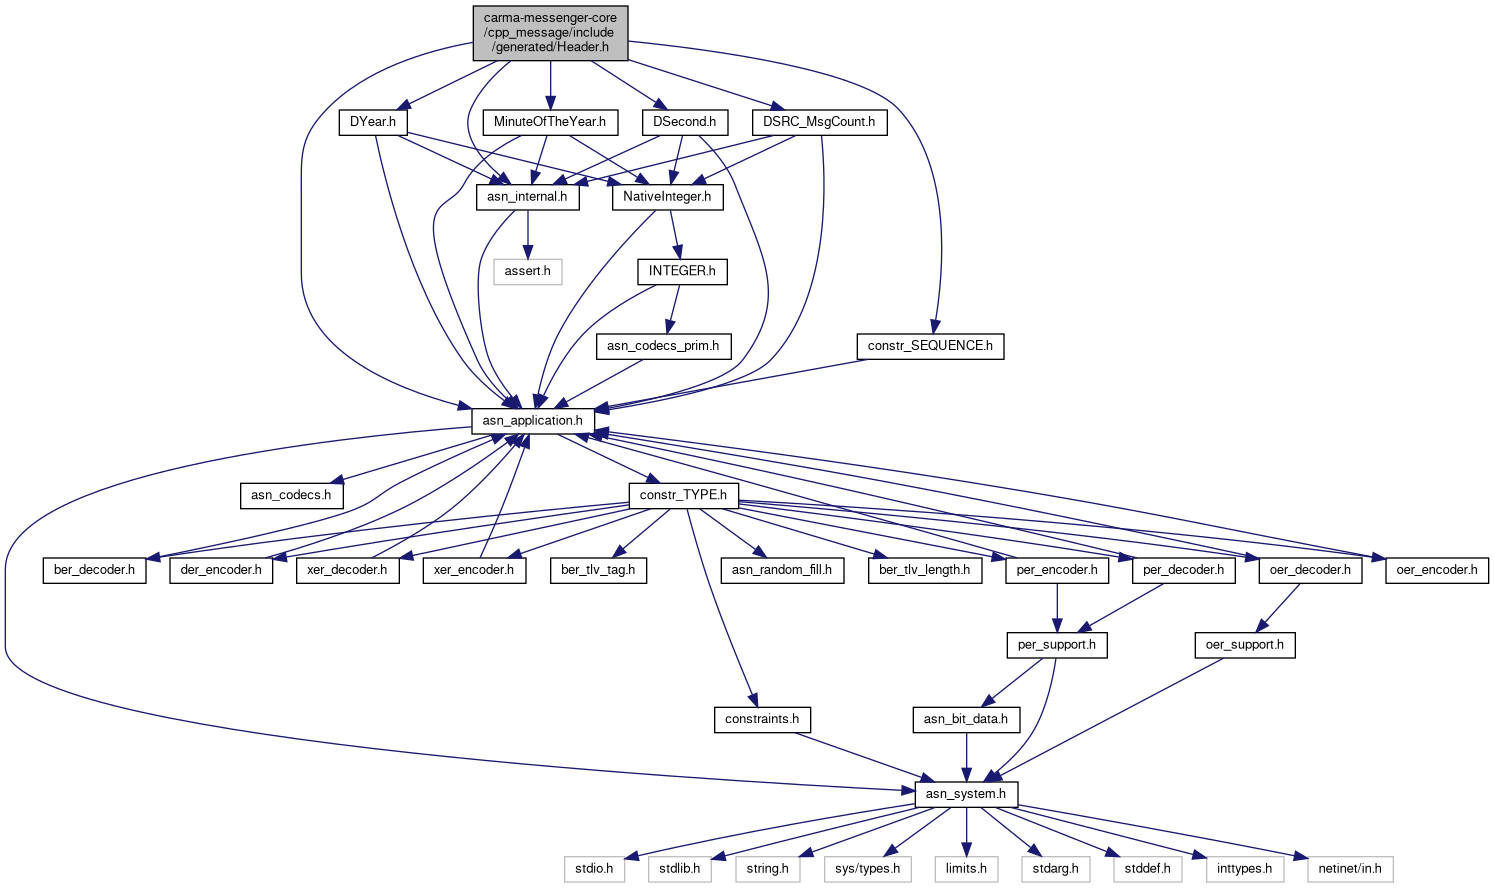 carma-messenger-core
/cpp_message/include
/generated/Header.h
DYear.h
MinuteOfTheYear.h
DSecond.h
DSRC_MsgCount.h
asn_internal.h
NativeInteger.h
assert.h
INTEGER.h
asn_codecs_prim.h
constr_SEQUENCE.h
asn_application.h
asn_codecs.h
constr_TYPE.h
ber_decoder.h
der_encoder.h
xer_decoder.h
xer_encoder.h
ber_tlv_tag.h
asn_random_fill.h
ber_tlv_length.h
per_encoder.h
per_decoder.h
oer_decoder.h
oer_encoder.h
per_support.h
oer_support.h
constraints.h
asn_bit_data.h
asn_system.h
stdio.h
stdlib.h
string.h
sys/types.h
limits.h
stdarg.h
stddef.h
inttypes.h
netinet/in.h